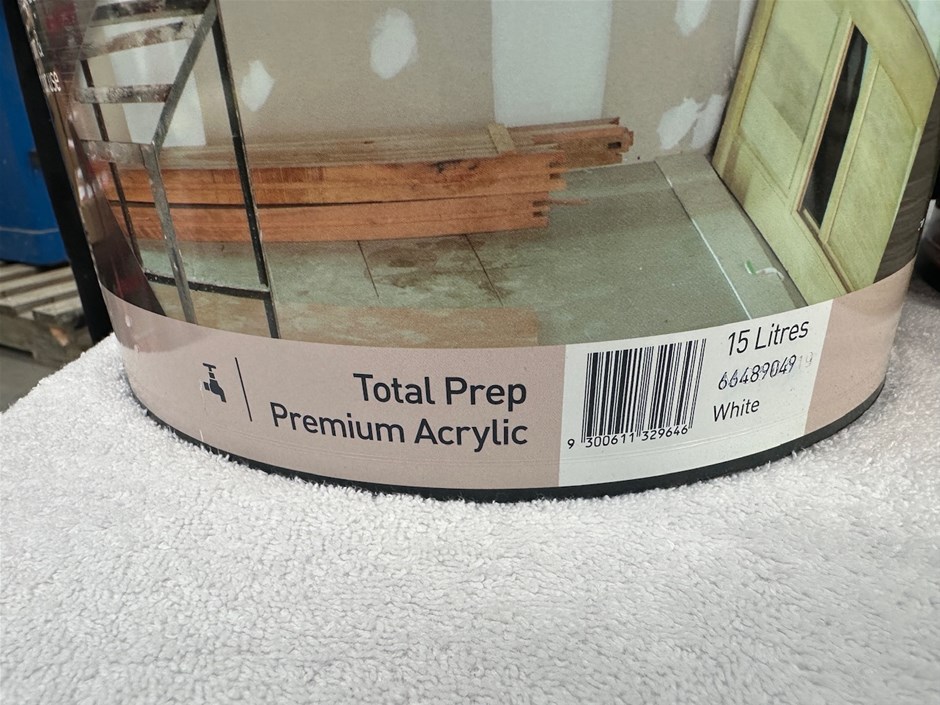 Total Prep
Premium Acrylic
15 Litres
White
9 300611 329646